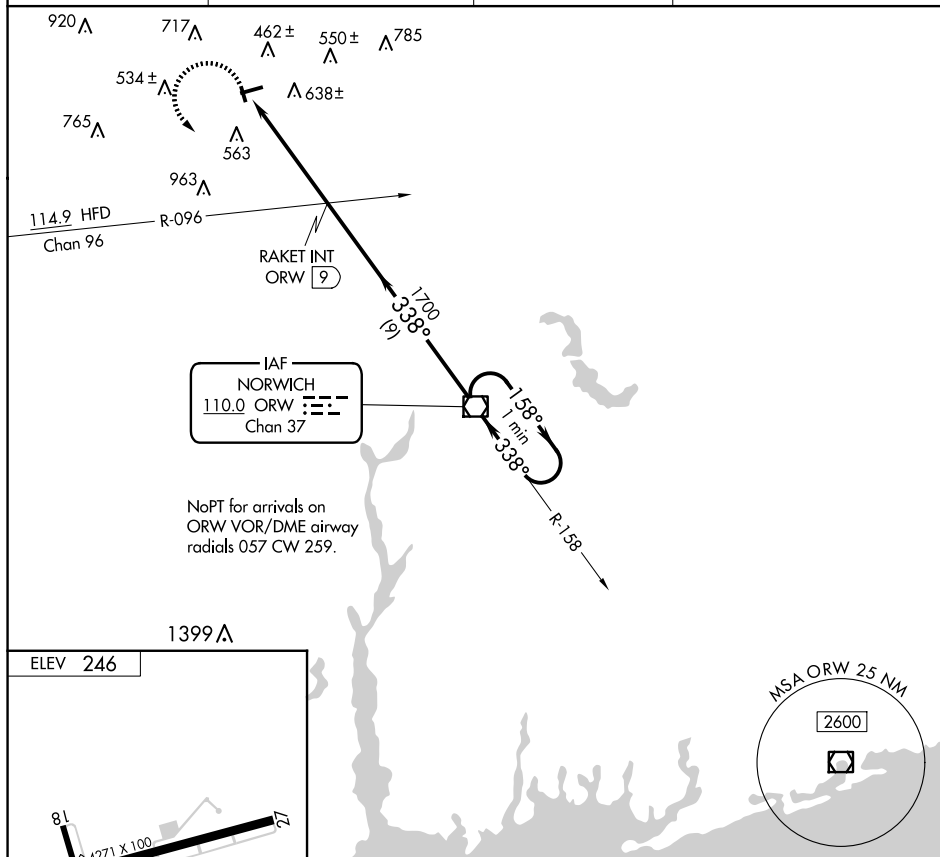 920
717
462 ±
550 ±
785
534 ±
638 ±
765
563
963
114.9 HFD
Chan 96
R-096
RAKET INT
ORW 9
1700
338°
(9)
IAF
NORWICH
110.0 ORW
Chan 37
158°
1 min
338°
R-158
NoPT for arrivals on
ORW VOR/DME airway
radials 057 CW 259.
1399
ELEV 246
18
4271 X 100
27
MSA ORW 25 NM
2600